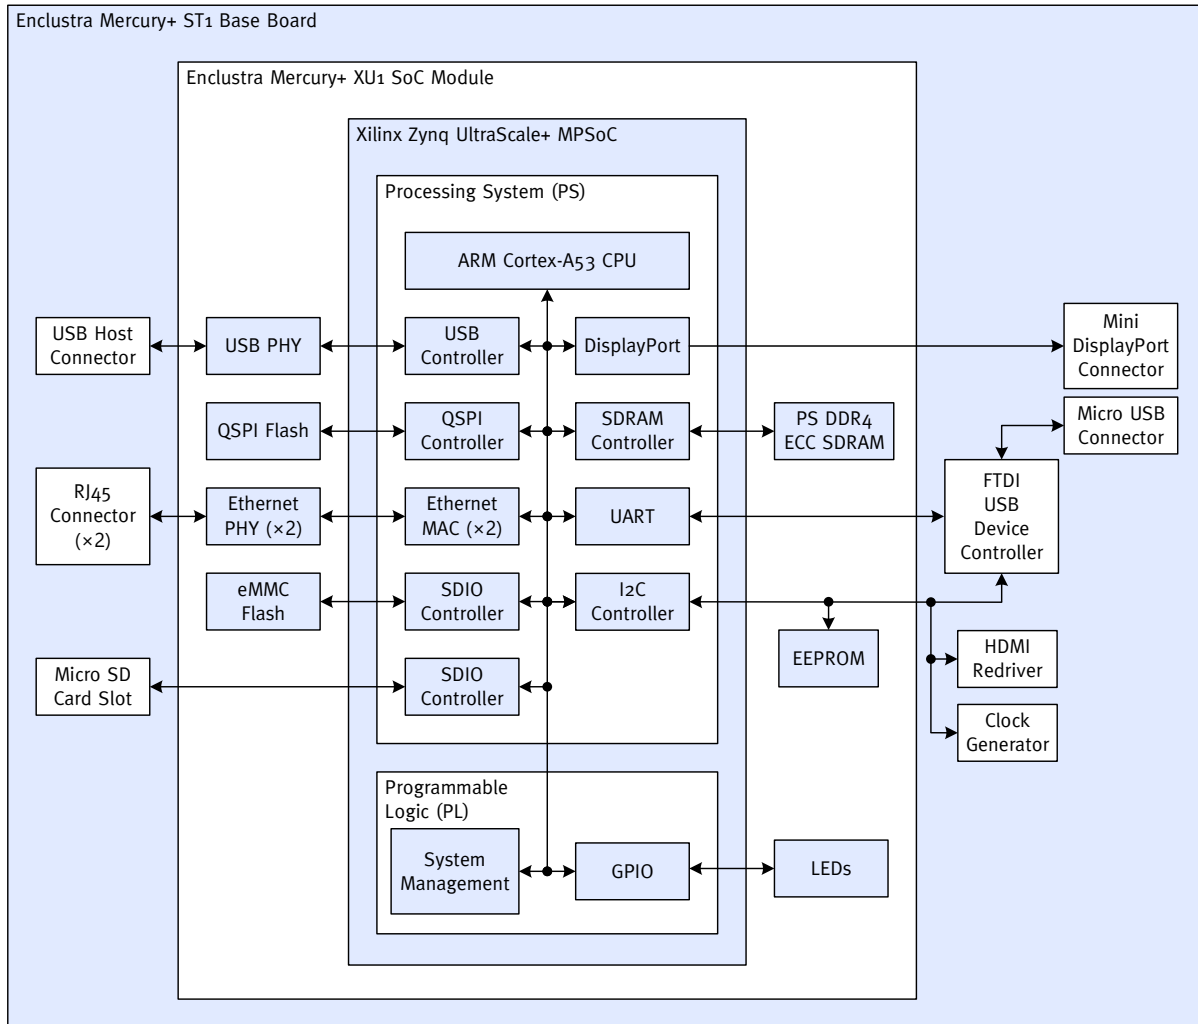 Enclustra Mercury+ ST1 Base Board
Enclustra Mercury+ XU1 SoC Module
Xilinx Zynq UltraScale+ MPSoC
Processing System (PS)
ARM Cortex-A53 CPU
USB Host
Connector
USB PHY
USB
Controller
DisplayPort
Mini
DisplayPort
Connector
QSPI Flash
QSPI
Controller
SDRAM
Controller
PS DDR4
ECC SDRAM
Micro USB
Connector
RJ45
Connector
(×2)
Ethernet
PHY (×2)
Ethernet
MAC (×2)
UART
FTDI
USB
Device
Controller
eMMC
Flash
SDIO
Controller
I2C
Controller
EEPROM
HDMI
Redriver
Micro SD
Card Slot
SDIO
Controller
Clock
Generator
Programmable
Logic (PL)
System
Management
GPIO
LEDs